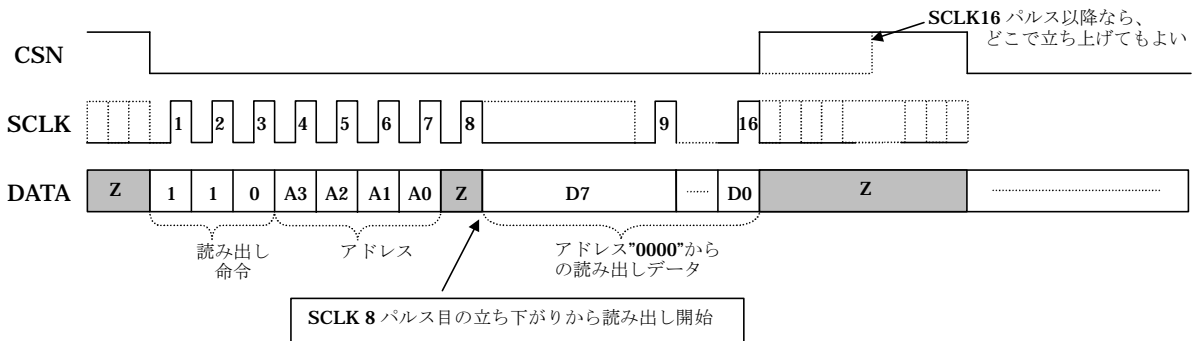 SCLK16 パルス以降なら、
どこで立ち上げてもよい
CSN
SCLK 1 2 3 4 5 6 7 8 9 16
DATA Z 1 1 0 A3 A2 A1 A0 Z D7 ...... D0 Z
読み出し
命令
アドレス
アドレス"0000"から
の読み出しデータ
SCLK 8 パルス目の立ち下がりから読み出し開始